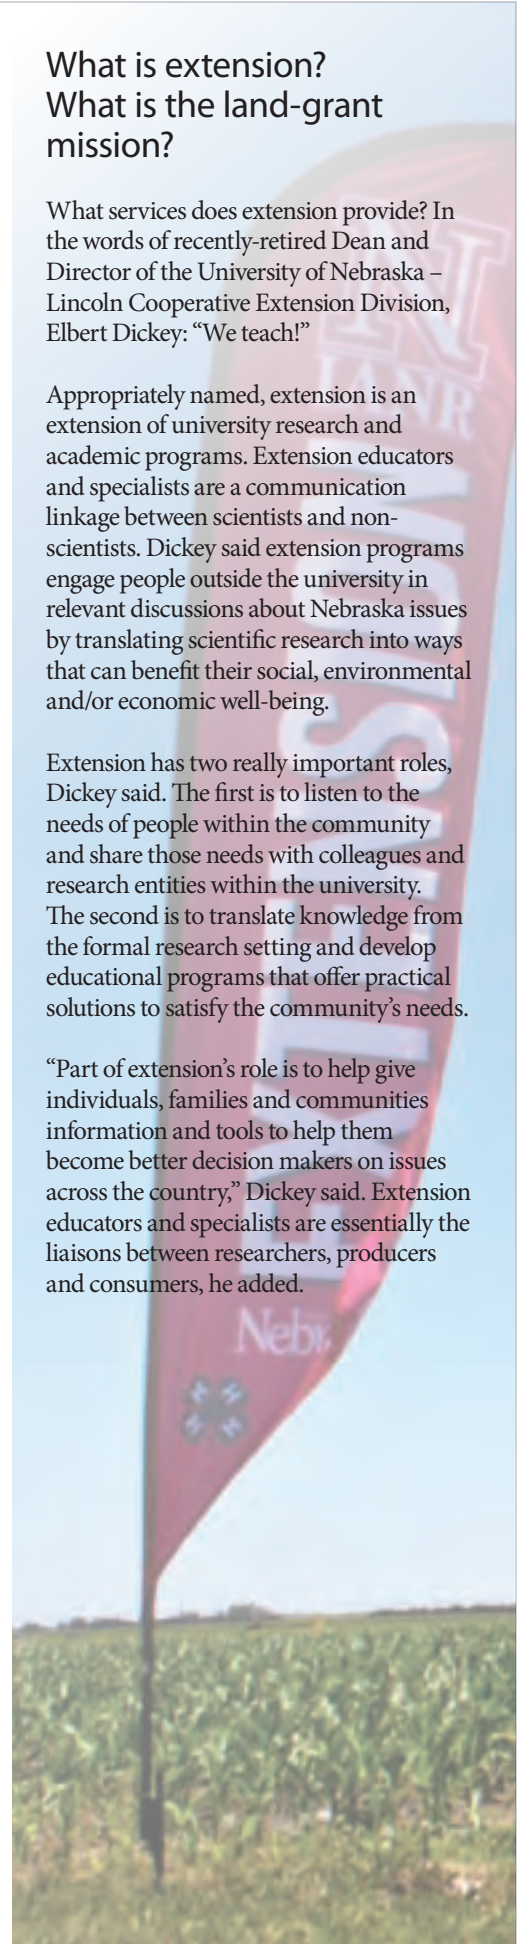 What is extension?
What is the land-grant
mission?
What services does extension provide? In
the words of recently-retired Dean and
Director of the University of Nebraska –
Lincoln Cooperative Extension Division,
Elbert Dickey: “We teach!”
Appropriately named, extension is an
extension of university research and
academic programs. Extension educators
and specialists are a communication
linkage between scientists and non-
scientists. Dickey said extension programs
engage people outside the university in
relevant discussions about Nebraska issues
by translating scientific research into ways
that can benefit their social, environmental
and/or economic well-being.
Extension has two really important roles,
Dickey said. The first is to listen to the
needs of people within the community
and share those needs with colleagues and
research entities within the university.
The second is to translate knowledge from
the formal research setting and develop
educational programs that offer practical
solutions to satisfy the community’s needs.
“Part of extension’s role is to help give
individuals, families and communities
information and tools to help them
become better decision makers on issues
across the country,” Dickey said. Extension
educators and specialists are essentially the
liaisons between researchers, producers
and consumers, he added.
N
IANR
EXTENSION
Neb
H H
H H